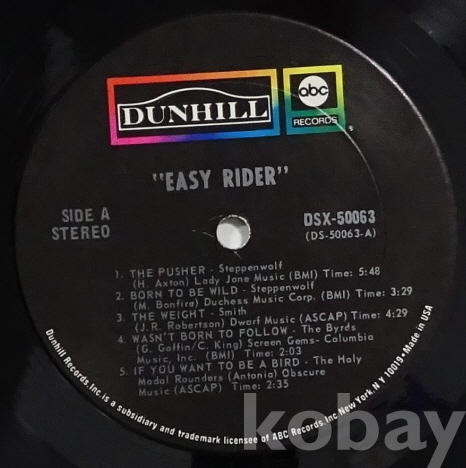 DUNHILL
abc
RECORDS
"EASY RIDER"
SIDE A
STEREO
DSX-50063
(DS-50063-A)
1. THE PUSHER - Steppenwolf
(H. Axton) Lady Jane Music (BMI) Time: 5:48
2. BORN TO BE WILD - Steppenwolf
(M. Bonfire) Duchess Music Corp. (BMI) Time: 3:29
3. THE WEIGHT - Smith
(J.R. Robertson) Dwarf Music (ASCAP) Time: 4:29
4. WASN'T BORN TO FOLLOW - The Byrds
(G. Goffin/C. King) Screen Gems-Columbia
Music, Inc. (BMI) Time: 2:03
5. IF YOU WANT TO BE A BIRD - The Holy
Modal Rounders (Antonia) Obscure
Music (ASCAP) Time: 2:35
Dunhill Records, Inc. is a subsidiary and trademark licensee of ABC Records, Inc. New York, N Y 10019 • Made in USA
kobay